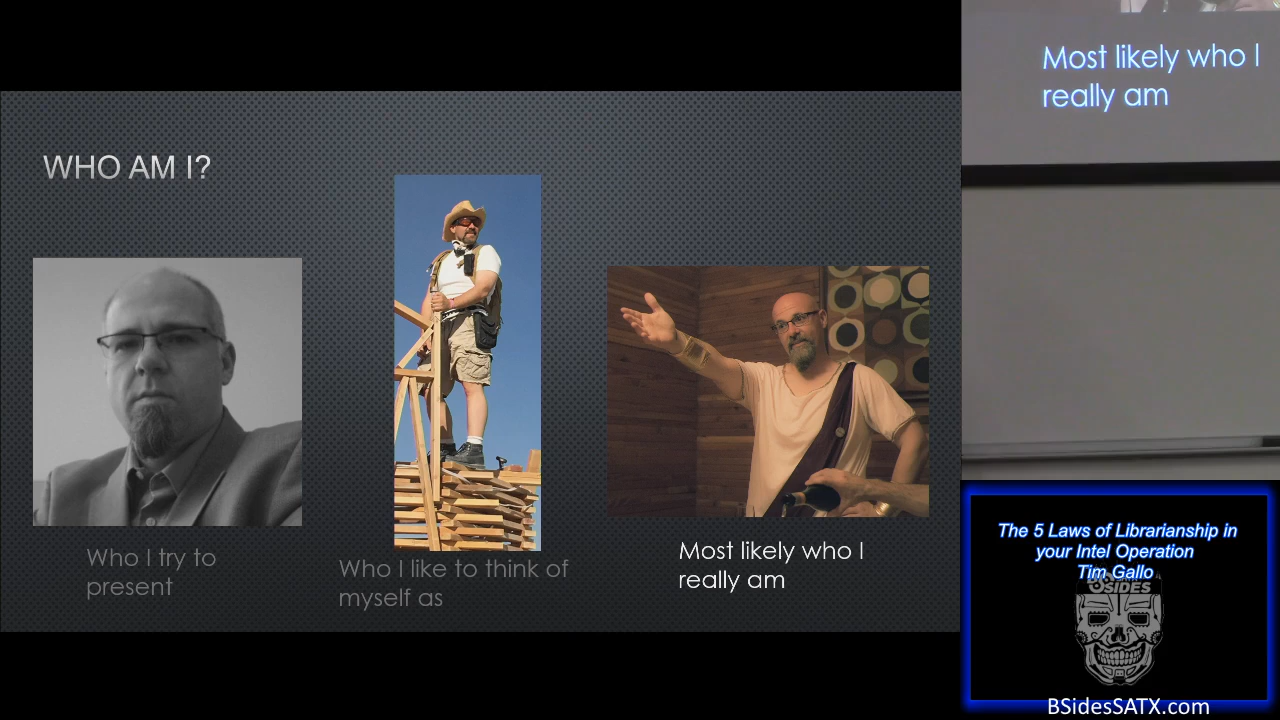 WHO AM I?
Who I try to
present
Who I like to think of
myself as
Most likely who I
really am
Most likely who I
really am
The 5 Laws of Librarianship in
your Intel Operation
Tim Gallo
BSIDES
BSidesSATX.com